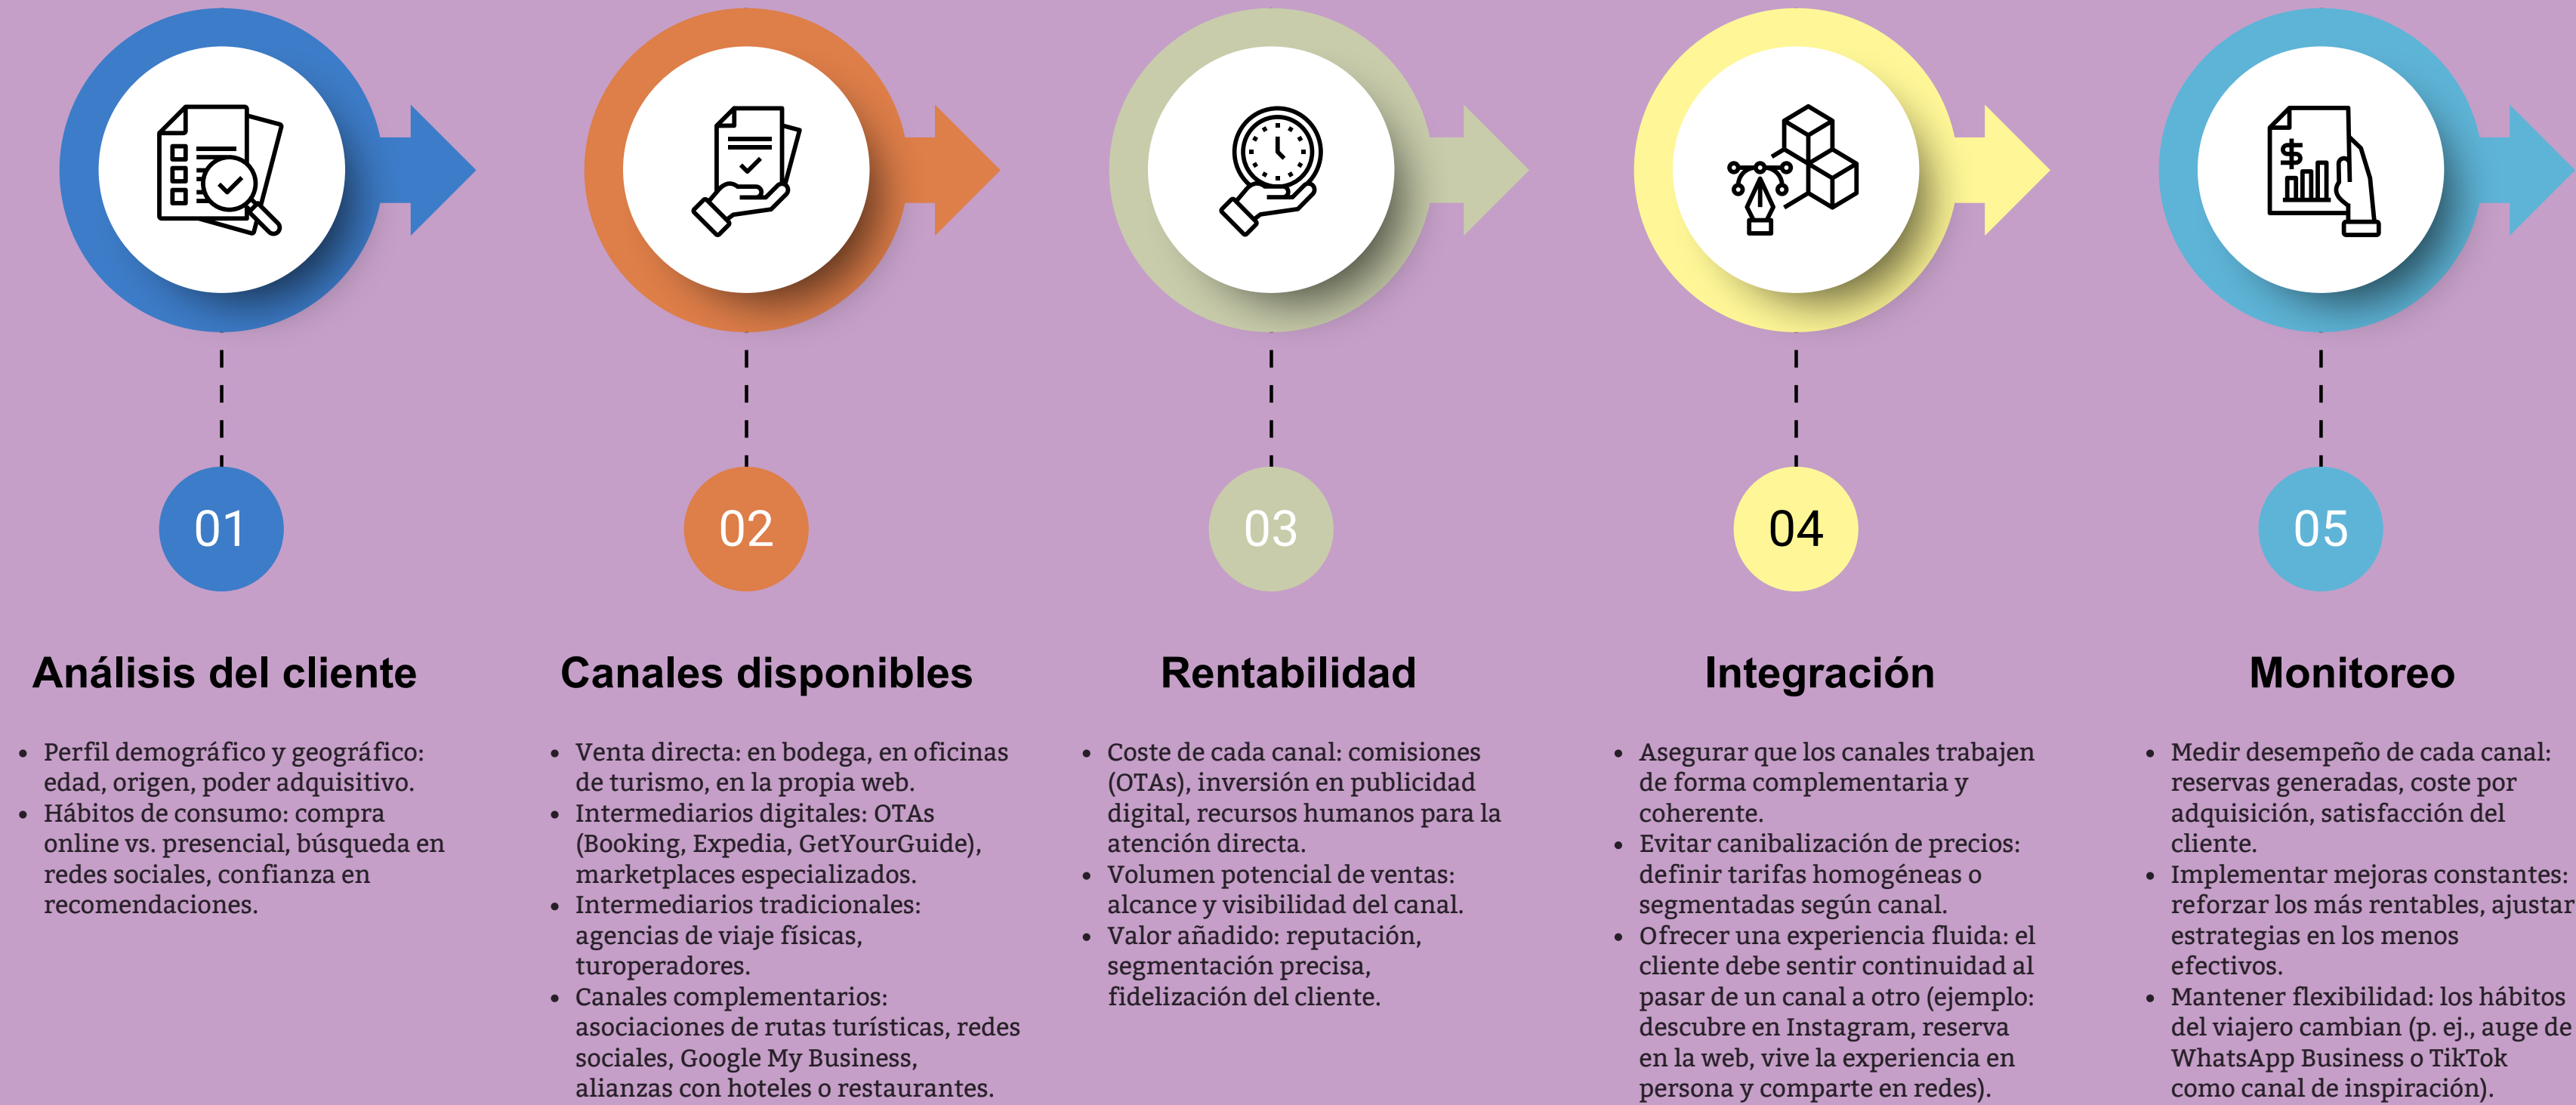 01
02
03
04
05
Análisis del cliente
• Perfil demográfico y geográfico:
edad, origen, poder adquisitivo.
• Hábitos de consumo: compra
online vs. presencial, búsqueda en
redes sociales, confianza en
recomendaciones.
Canales disponibles
• Venta directa: en bodega, en oficinas
de turismo, en la propia web.
• Intermediarios digitales: OTAs
(Booking, Expedia, GetYourGuide),
marketplaces especializados.
• Intermediarios tradicionales:
agencias de viaje físicas,
turoperadores.
• Canales complementarios:
asociaciones de rutas turísticas, redes
sociales, Google My Business,
alianzas con hoteles o restaurantes.
Rentabilidad
• Coste de cada canal: comisiones
(OTAs), inversión en publicidad
digital, recursos humanos para la
atención directa.
• Volumen potencial de ventas:
alcance y visibilidad del canal.
• Valor añadido: reputación,
segmentación precisa,
fidelización del cliente.
Integración
• Asegurar que los canales trabajen
de forma complementaria y
coherente.
• Evitar canibalización de precios:
definir tarifas homogéneas o
segmentadas según canal.
• Ofrecer una experiencia fluida: el
cliente debe sentir continuidad al
pasar de un canal a otro (ejemplo:
descubre en Instagram, reserva
en la web, vive la experiencia en
persona y comparte en redes).
Monitoreo
• Medir desempeño de cada canal:
reservas generadas, coste por
adquisición, satisfacción del
cliente.
• Implementar mejoras constantes:
reforzar los más rentables, ajustar
estrategias en los menos
efectivos.
• Mantener flexibilidad: los hábitos
del viajero cambian (p. ej., auge de
WhatsApp Business o TikTok
como canal de inspiración).
$